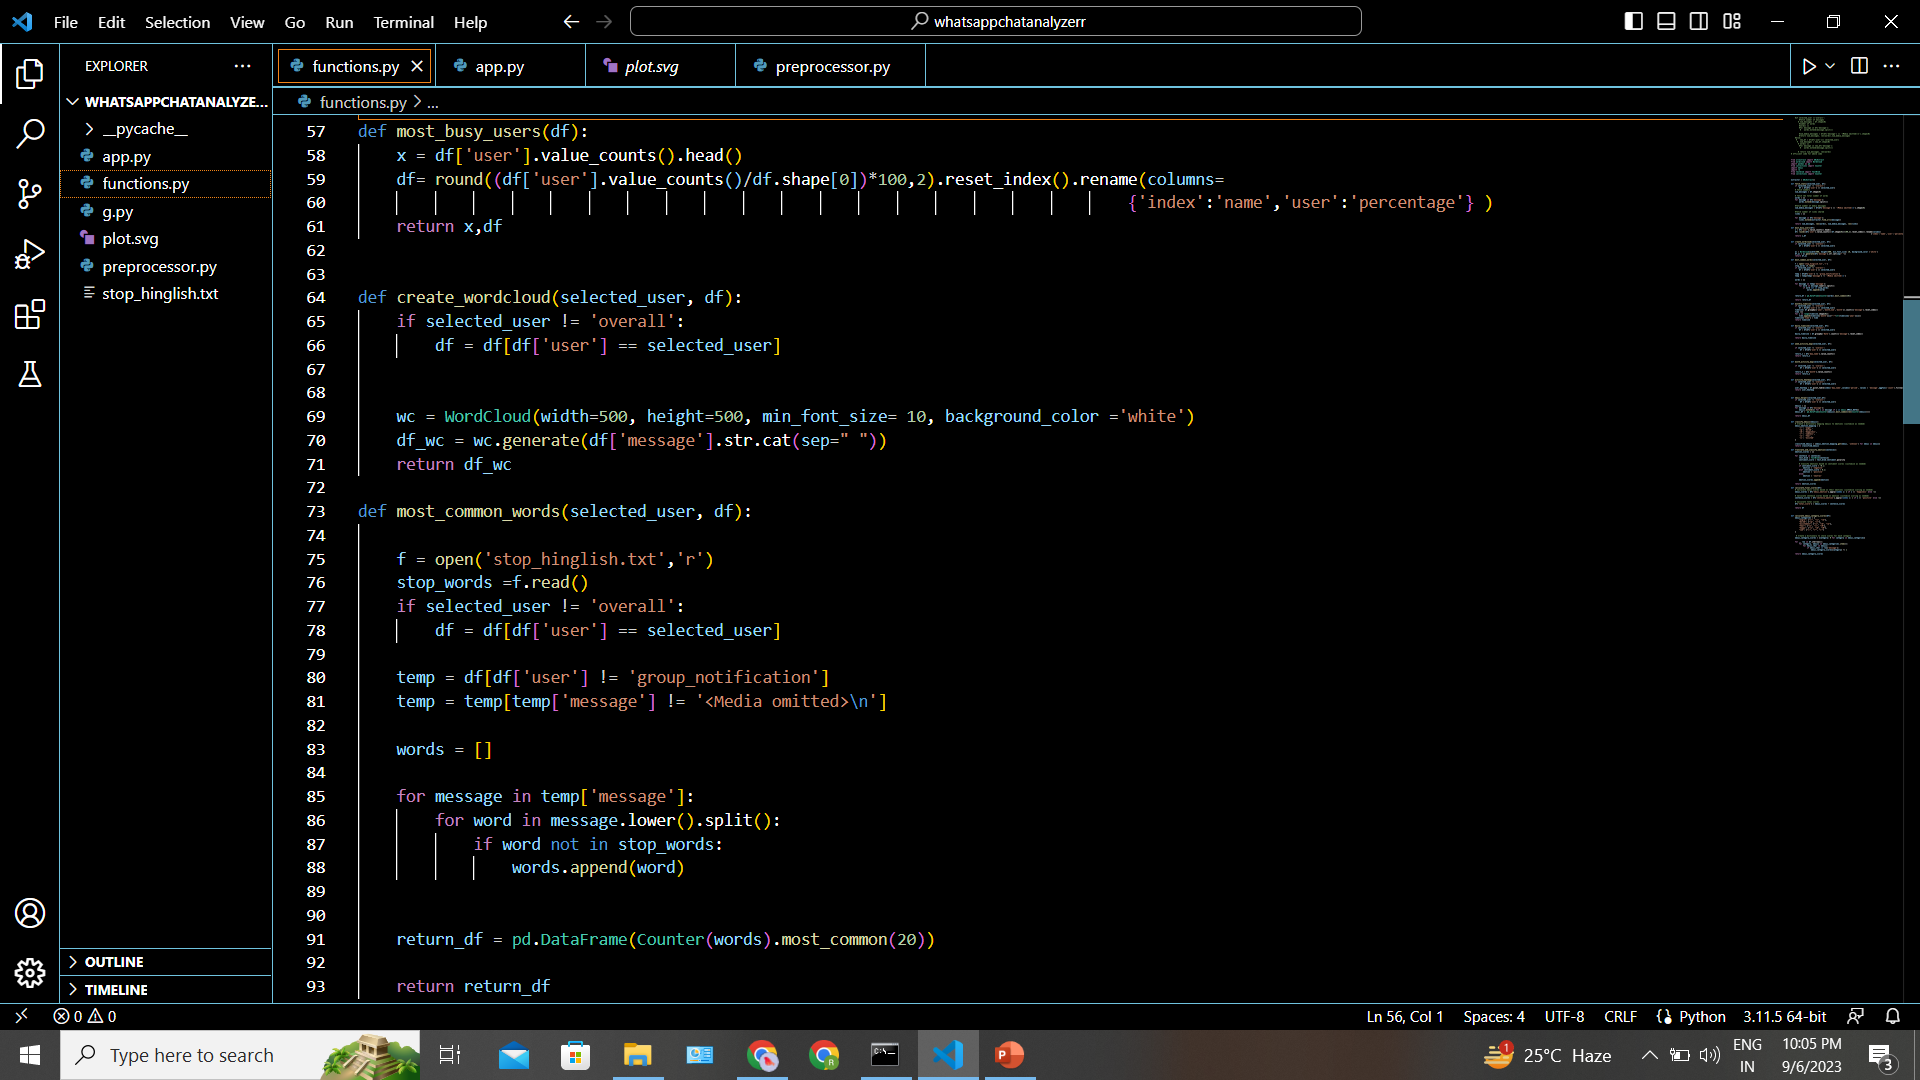 File Edit Selection View Go Run Terminal Help
whatsappchatanalyzerr
EXPLORER
functions.py
app.py
plot.svg
preprocessor.py
WHATSAPPCHATANALYZE...
functions.py > ...
__pycache__
app.py
functions.py
g.py
plot.svg
preprocessor.py
stop_hinglish.txt
57 def most_busy_users(df):
58 x = df['user'].value_counts().head()
59 df= round((df['user'].value_counts()/df.shape[0])*100,2).reset_index().rename(columns=
60 {'index':'name','user':'percentage'} )
61 return x,df
62
63
64 def create_wordcloud(selected_user, df):
65 if selected_user != 'overall':
66 df = df[df['user'] == selected_user]
67
68
69 wc = WordCloud(width=500, height=500, min_font_size= 10, background_color ='white')
70 df_wc = wc.generate(df['message'].str.cat(sep=" "))
71 return df_wc
72
73 def most_common_words(selected_user, df):
74
75 f = open('stop_hinglish.txt','r')
76 stop_words =f.read()
77 if selected_user != 'overall':
78 df = df[df['user'] == selected_user]
79
80 temp = df[df['user'] != 'group_notification']
81 temp = temp[temp['message'] != '<Media omitted>\n']
82
83 words = []
84
85 for message in temp['message']:
86 for word in message.lower().split():
87 if word not in stop_words:
88 words.append(word)
89
90
91 return_df = pd.DataFrame(Counter(words).most_common(20))
92
93 return return_df
OUTLINE
TIMELINE
0 0
Ln 56, Col 1 Spaces: 4 UTF-8 CRLF Python 3.11.5 64-bit
Type here to search
1
25°C Haze
ENG
IN
10:05 PM
9/6/2023
3